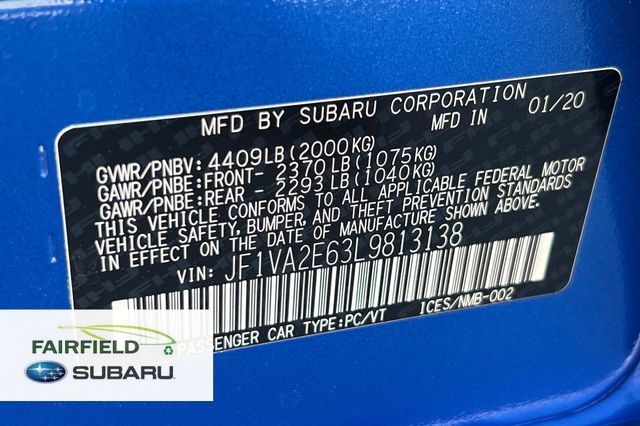 MFD BY SUBARU CORPORATION 01/20
MFD IN
GVWR/PNBV: 4409LB(2000KG)
GAWR/PNBE:FRONT- 2370LB(1075KG)
GAWR/PNBE:REAR - 2293LB(1040KG)
THIS VEHICLE CONFORMS TO ALL APPLICABLE FEDERAL MOTOR
VEHICLE SAFETY, BUMPER, AND THEFT PREVENTION STANDARDS
IN EFFECT ON THE DATE OF MANUFACTURE SHOWN ABOVE.
VIN: JF1VA2E63L9813138
PASSENGER CAR TYPE:PC/VT ICES/NMB-002
FAIRFIELD
SUBARU